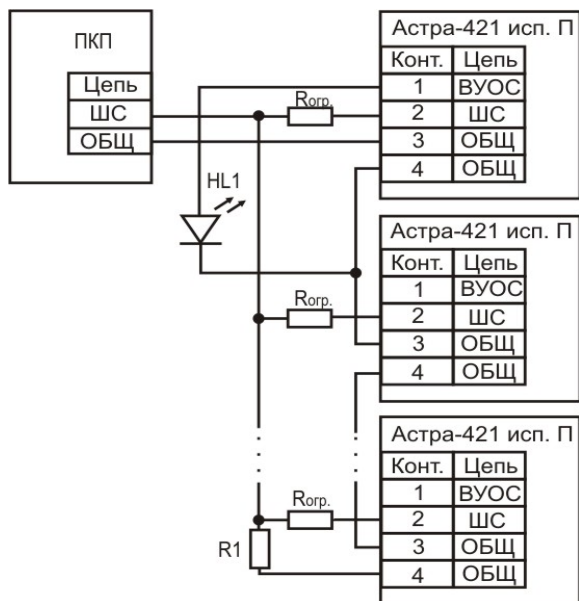 ПКП
Цепь
ШС
ОБЩ
Rогр.
HL1
Астра-421 исп. П
Конт. Цепь
1 ВУОС
2 ШС
3 ОБЩ
4 ОБЩ
Rогр.
Астра-421 исп. П
Конт. Цепь
1 ВУОС
2 ШС
3 ОБЩ
4 ОБЩ
Rогр.
R1
Астра-421 исп. П
Конт. Цепь
1 ВУОС
2 ШС
3 ОБЩ
4 ОБЩ